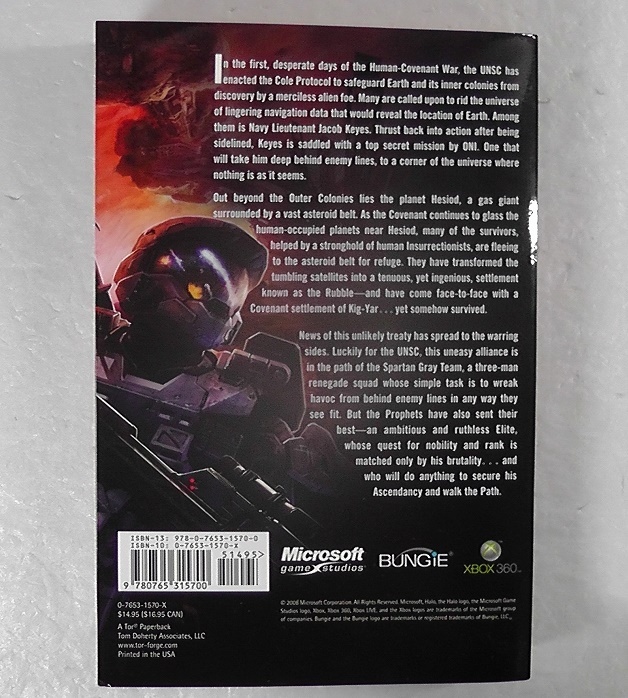 In the first, desperate days of the Human-Covenant War, the UNSC has
enacted the Cole Protocol to safeguard Earth and its inner colonies from
discovery by a merciless alien foe. Many are called upon to rid the universe
of lingering navigation data that would reveal the location of Earth. Among
them is Navy Lieutenant Jacob Keyes. Thrust back into action after being
sidelined, Keyes is saddled with a top secret mission by ONI. One that
will take him deep behind enemy lines, to a corner of the universe where
nothing is as it seems.
Out beyond the Outer Colonies lies the planet Hesiod, a gas giant
surrounded by a vast asteroid belt. As the Covenant continues to glass the
human-occupied planets near Hesiod, many of the survivors,
helped by a stronghold of human Insurrectionists, are fleeing
to the asteroid belt for refuge. They have transformed the
tumbling satellites into a tenuous, yet ingenious, settlement
known as the Rubble—and have come face-to-face with a
Covenant settlement of Kig-Yar... yet somehow survived.
News of this unlikely treaty has spread to the warring
sides. Luckily for the UNSC, this uneasy alliance is
in the path of the Spartan Gray Team, a three-man
renegade squad whose simple task is to wreak
havoc from behind enemy lines in any way they
see fit. But the Prophets have also sent their
best—an ambitious and ruthless Elite,
whose quest for nobility and rank is
matched only by his brutality... and
who will do anything to secure his
Ascendancy and walk the Path.
ISBN-13: 978-0-7653-1570-0
ISBN-10: 0-7653-1570-X
51495>
9 780765 315700
Microsoft
game studios
BUNGiE
XBOX 360
0-7653-1570-X
$14.95 ($16.95 CAN)
A Tor® Paperback
Tom Doherty Associates, LLC
www.tor-forge.com
Printed in the USA
© 2008 Microsoft Corporation. All Rights Reserved. Microsoft, Halo, the Halo logo, the Microsoft Game
Studios logo, Xbox, Xbox 360, Xbox LIVE, and the Xbox logos are trademarks of the Microsoft group
of companies. Bungie and the Bungie logo are trademarks or registered trademarks of Bungie, LLC.